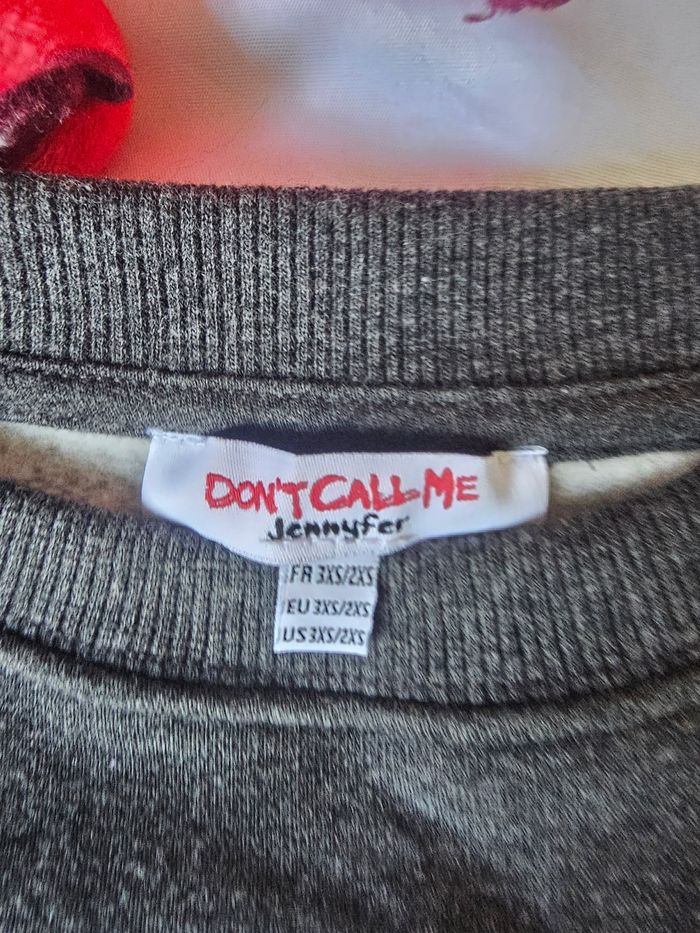 DON'T CALL ME
Jennyfer
FR 3XS/2XS
EU 3XS/2XS
US 3XS/2XS